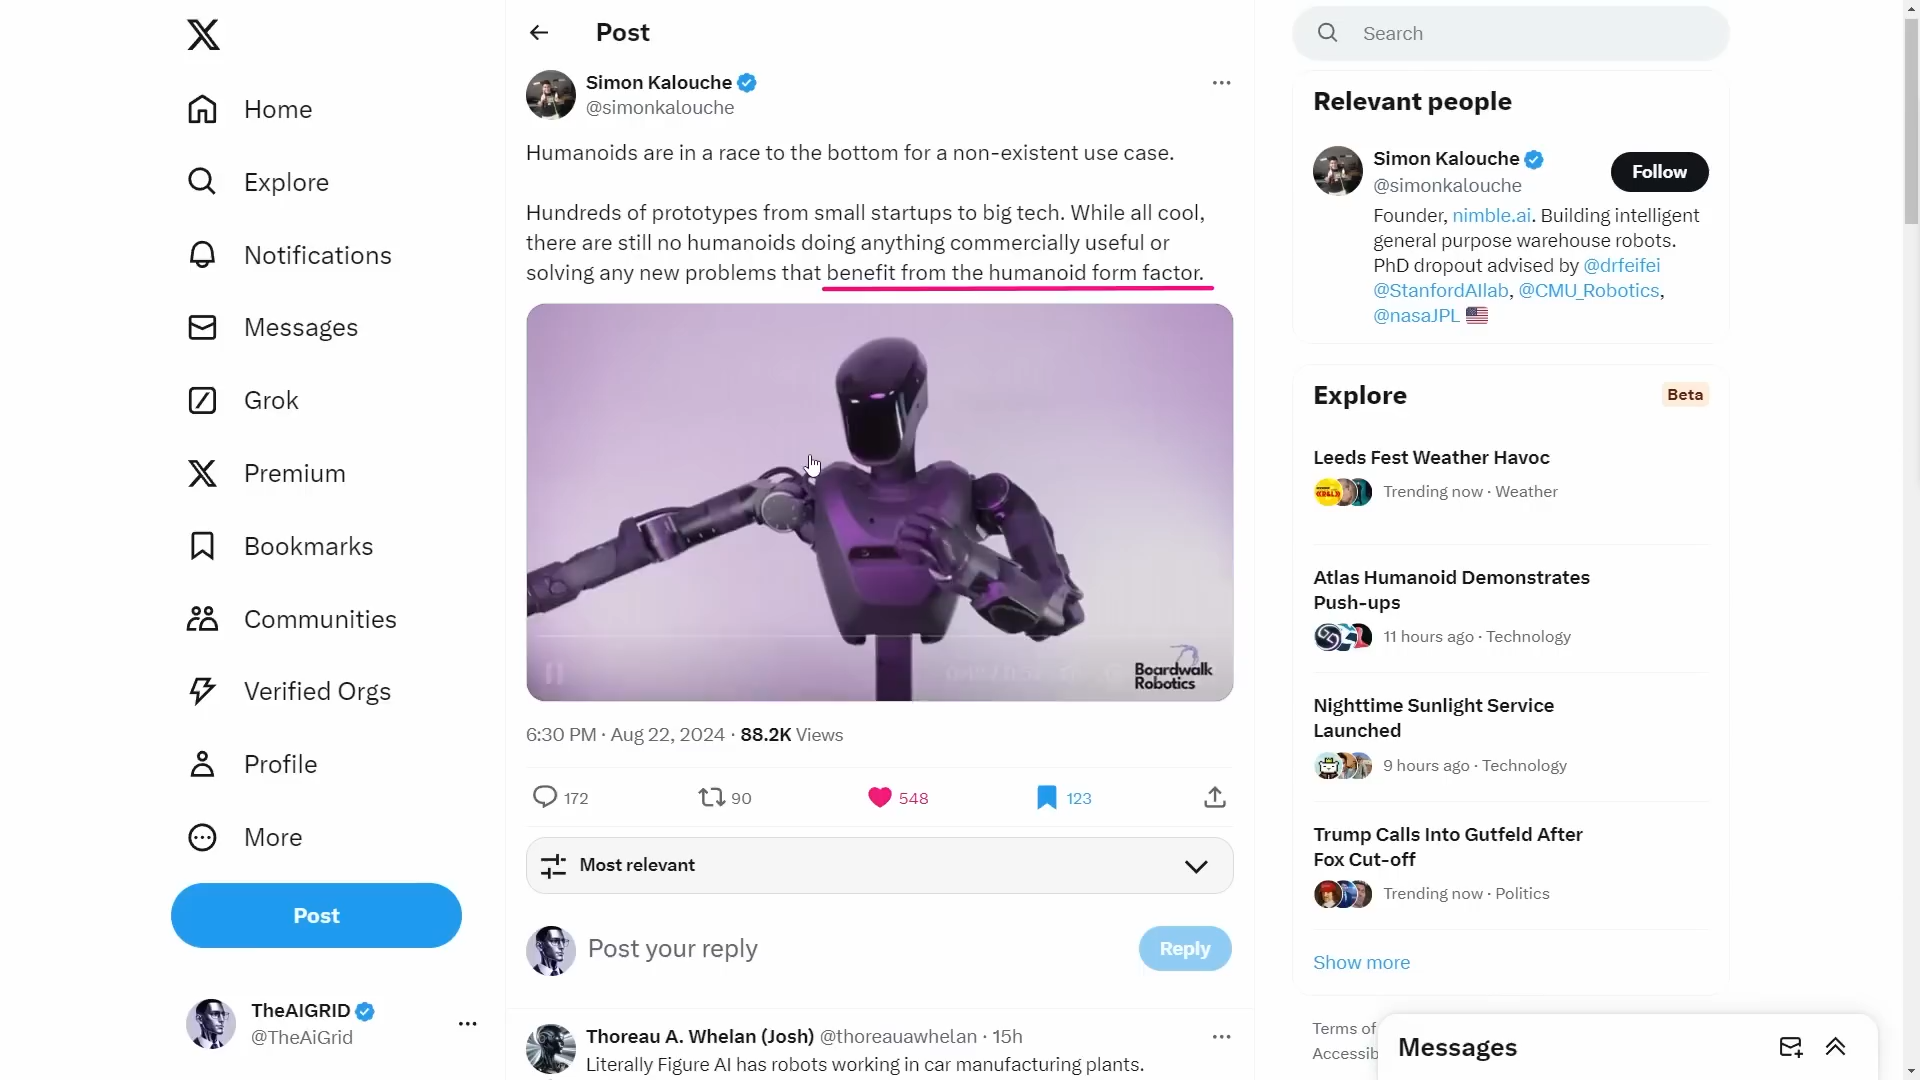 Home
Explore
Notifications
Messages
Grok
Premium
Bookmarks
Communities
Verified Orgs
Profile
More
Post
TheAIGRID
@TheAiGrid
Post
Simon Kalouche
@simonkalouche
Humanoids are in a race to the bottom for a non-existent use case.
Hundreds of prototypes from small startups to big tech. While all cool,
there are still no humanoids doing anything commercially useful or
solving any new problems that benefit from the humanoid form factor.
Boardwalk
Robotics
6:30 PM · Aug 22, 2024 · 88.2K Views
172
90
548
123
Most relevant
Post your reply
Reply
Thoreau A. Whelan (Josh) @thoreauawhelan · 15h
Literally Figure AI has robots working in car manufacturing plants.
Search
Relevant people
Simon Kalouche
@simonkalouche
Follow
Founder, nimble.ai. Building intelligent
general purpose warehouse robots.
PhD dropout advised by @drfeifei
@StanfordAIlab, @CMU_Robotics,
@nasaJPL
Explore
Beta
Leeds Fest Weather Havoc
Trending now · Weather
Atlas Humanoid Demonstrates
Push-ups
11 hours ago · Technology
Nighttime Sunlight Service
Launched
9 hours ago · Technology
Trump Calls Into Gutfeld After
Fox Cut-off
Trending now · Politics
Show more
Terms of
Accessib
Messages